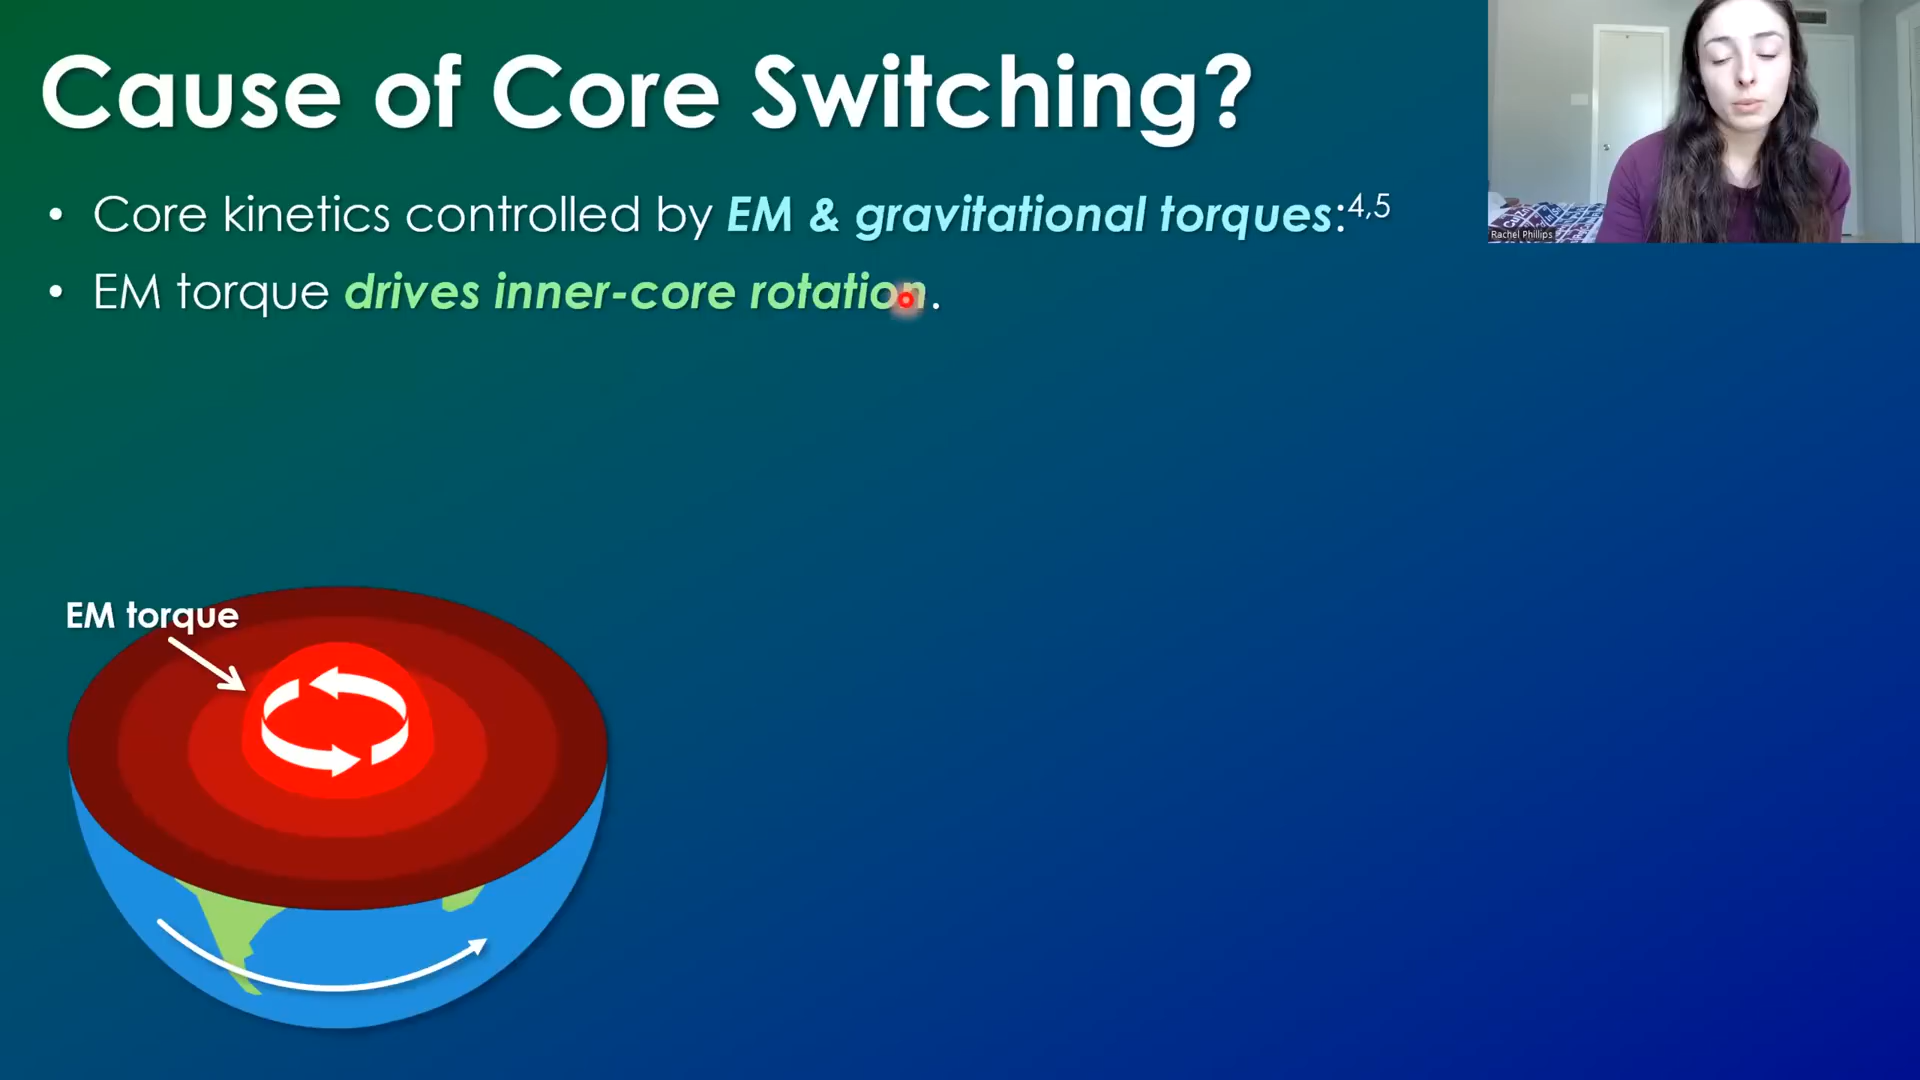 Cause of Core Switching?
Rachel Phillips
• Core kinetics controlled by EM & gravitational torques:4,5
• EM torque drives inner-core rotation.
EM torque